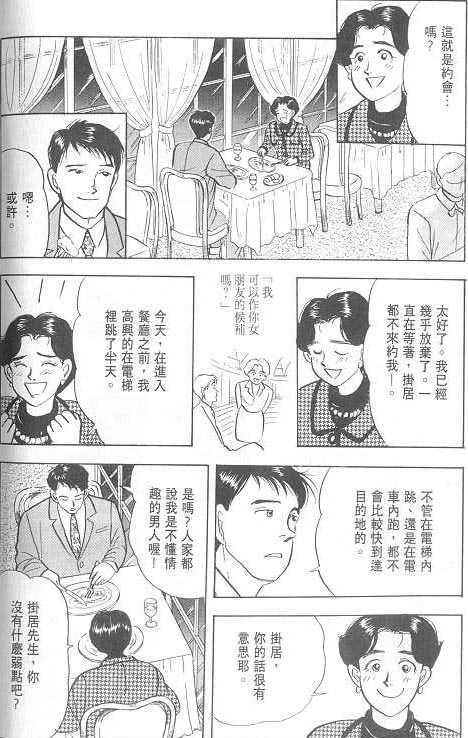 這就是約會…
嗎?
嗯…
或許。
太好了。我已經
幾乎放棄了。一
直在等著,掛居
都不來約我—。
「我
可以作你女
朋友的候補
嗎?」
今天,在進入
餐廳之前,我
高興的在電梯
裡跳了半天。
不管在電梯內
跳、還是在電
車內跑,都不
會比較快到達
目的地的。
是嗎?人家都
說我是不懂情
趣的男人喔!
掛居,
你的話很有
意思耶。
掛居先生,你
沒有什麼弱點吧?